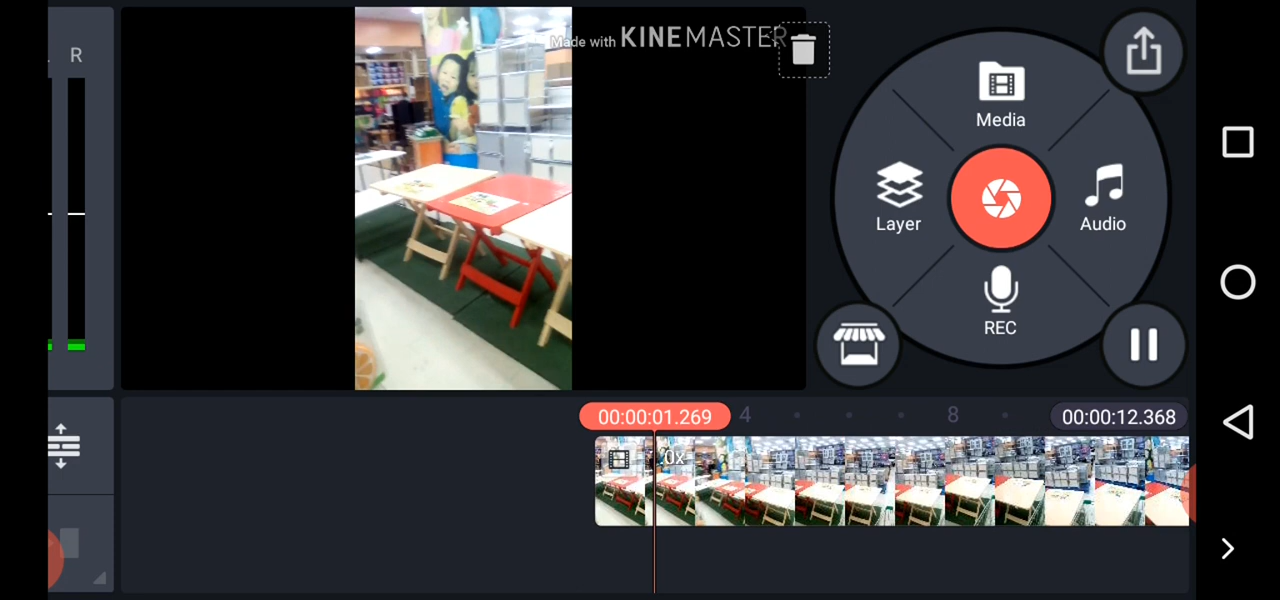 R
Made with KINEMASTER
Media
Layer
Audio
REC
00:00:01.269
4
8
00:00:12.368
0x